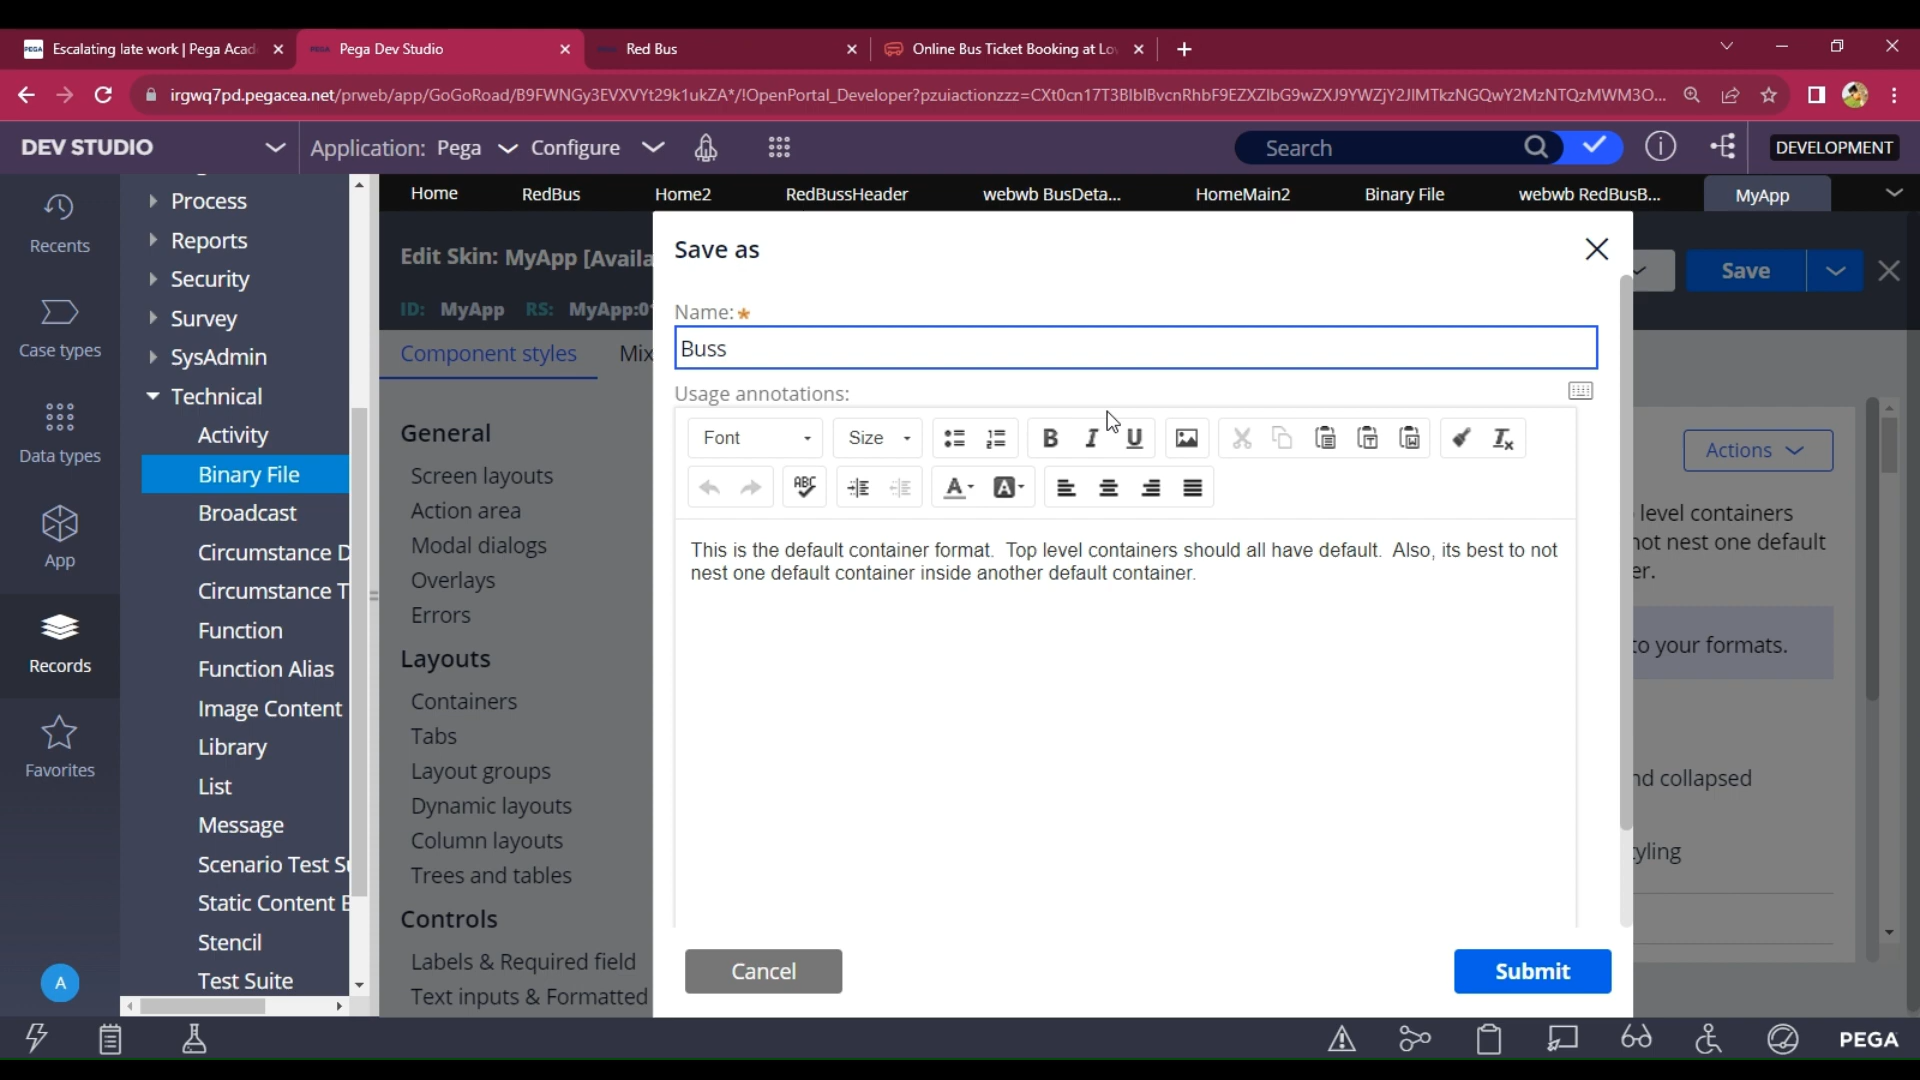 Escalating late work | Pega Acad
Pega Dev Studio
Red Bus
Online Bus Ticket Booking at Lo
irgwq7pd.pegacea.net/prweb/app/GoGoRoad/
DEV STUDIO
Application: Pega
Configure
Search
DEVELOPMENT
Home
RedBus
Home2
RedBussHeader
webwb BusDeta...
HomeMain2
Binary File
webwb RedBusB...
MyApp
Recents
Case types
Data types
App
Records
Favorites
A
Process
Reports
Security
Survey
SysAdmin
Technical
Activity
Binary File
Broadcast
Circumstance D
Circumstance T
Function
Function Alias
Image Content
Library
List
Message
Scenario Test Su
Static Content B
Stencil
Test Suite
Edit Skin: MyApp [Availa
ID: MyApp RS: MyApp:0
Component styles
Mix
General
Screen layouts
Action area
Modal dialogs
Overlays
Errors
Layouts
Containers
Tabs
Layout groups
Dynamic layouts
Column layouts
Trees and tables
Controls
Labels & Required field
Text inputs & Formatted
Save as
Name:*
Buss
Usage annotations:
Font
Size
B I U
ABC
A A
This is the default container format. Top level containers should all have default. Also, its best to not
nest one default container inside another default container.
Cancel
Submit
Save
Actions
level containers
not nest one default
er.
to your formats.
nd collapsed
tyling
PEGA